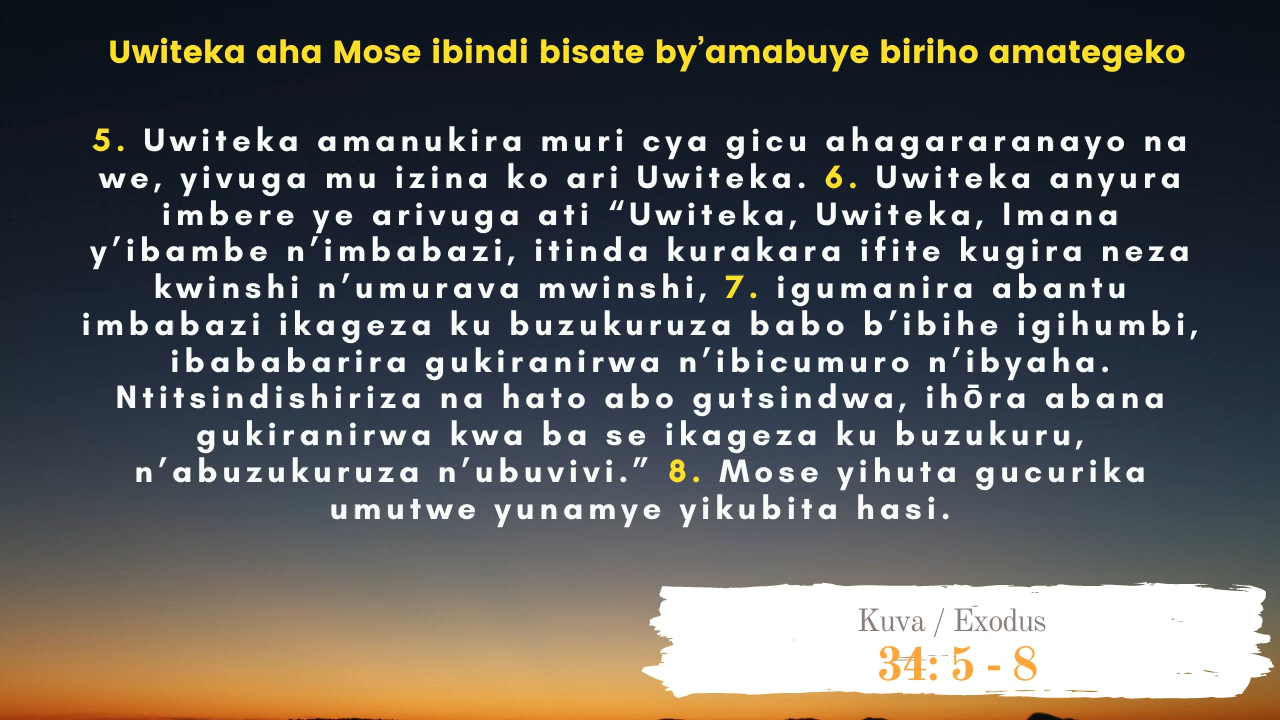 Uwiteka aha Mose ibindi bisate by’amabuye biriho amategeko
5. Uwiteka amanukira muri cya gicu ahagararanayo na
we, yivuga mu izina ko ari Uwiteka. 6. Uwiteka anyura
imbere ye arivuga ati “Uwiteka, Uwiteka, Imana
y’ibambe n’imbabazi, itinda kurakara ifite kugira neza
kwinshi n’umurava mwinshi, 7. igumanira abantu
imbabazi ikageza ku buzukuruza babo b’ibihe igihumbi,
ibababarira gukiranirwa n’ibicumuro n’ibyaha.
Ntitsindishiriza na hato abo gutsindwa, ihōra abana
gukiranirwa kwa ba se ikageza ku buzukuru,
n’abuzukuruza n’ubuvivi.” 8. Mose yihuta gucurika
umutwe yunamye yikubita hasi.
Kuva / Exodus
34: 5 - 8